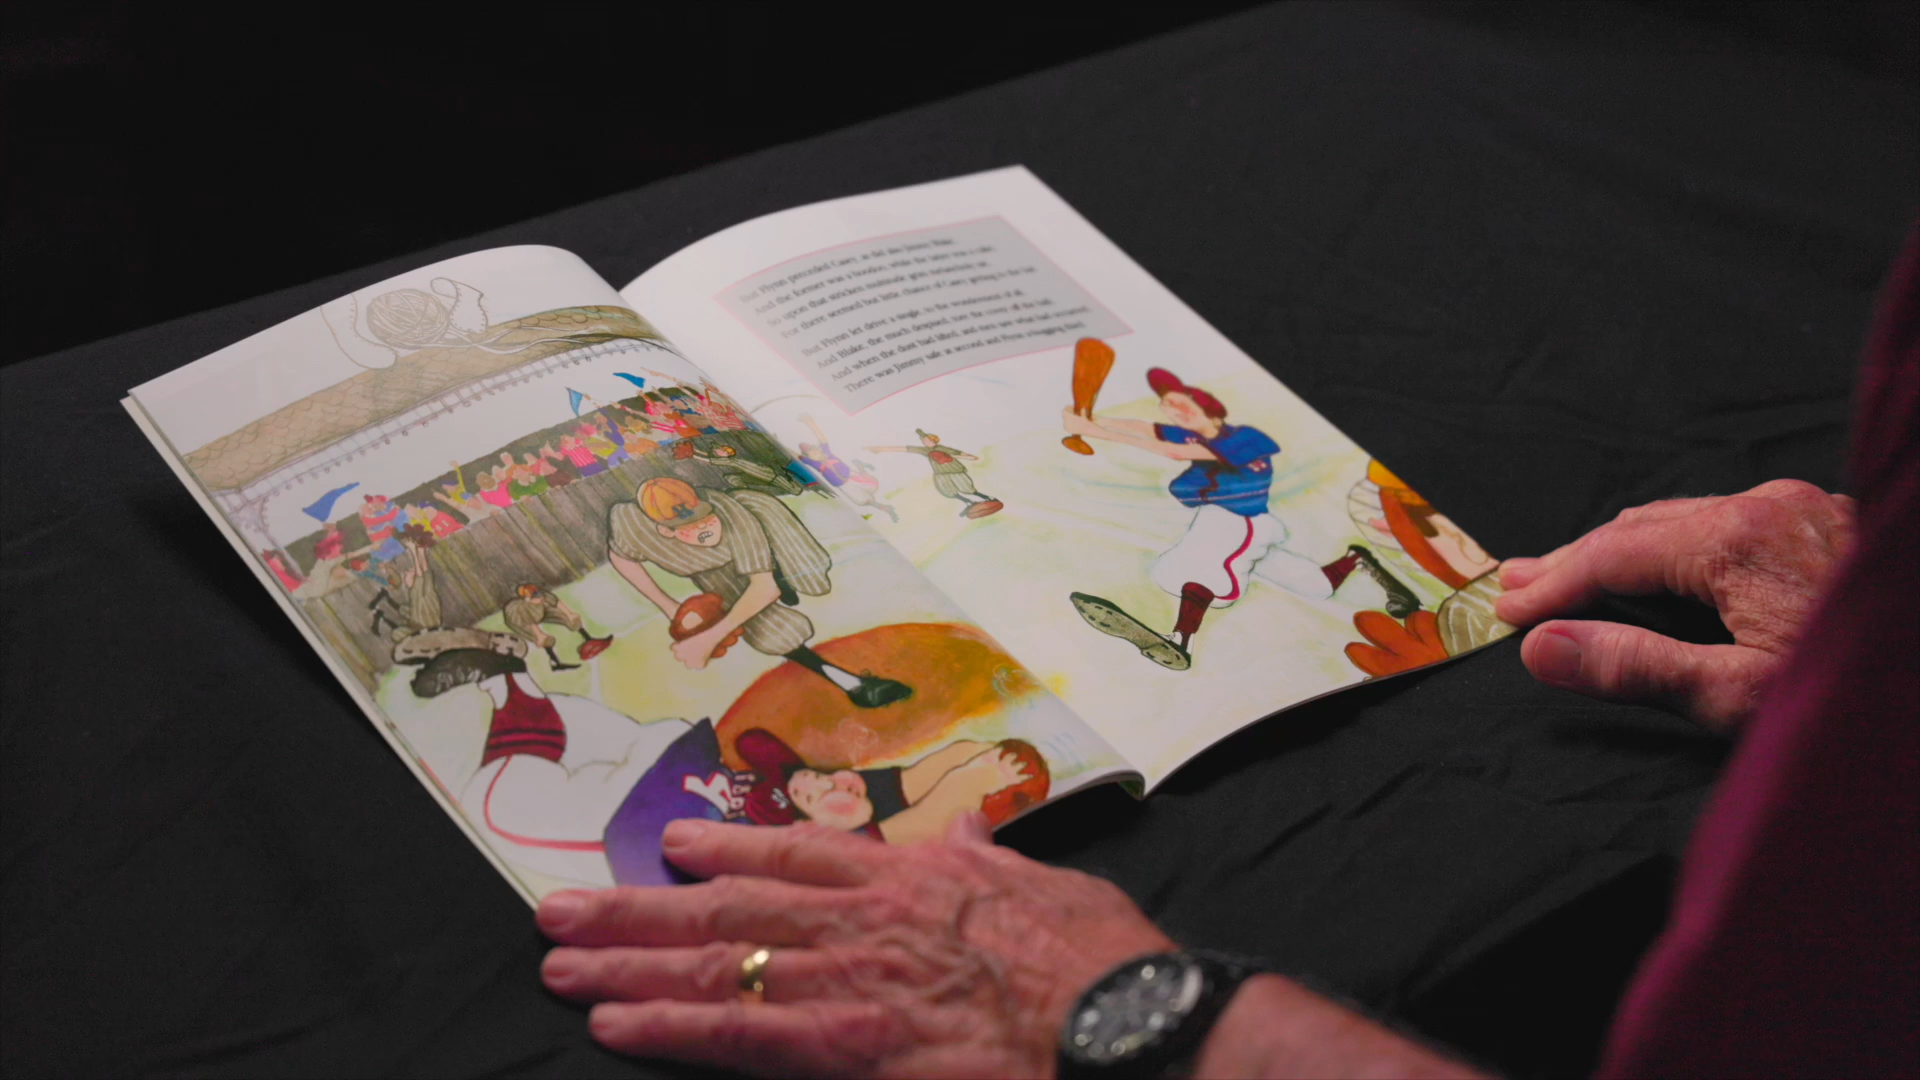 But Flynn preceded Casey, as did also Jimmy Blake,
And the former was a hoodoo, while the latter was a cake;
So upon that stricken multitude grim melancholy sat,
For there seemed but little chance of Casey getting to the bat.
But Flynn let drive a single, to the wonderment of all,
And Blake, the much despised, tore the cover off the ball,
And when the dust had lifted, and men saw what had occurred,
There was Jimmy safe at second and Flynn a-hugging third.